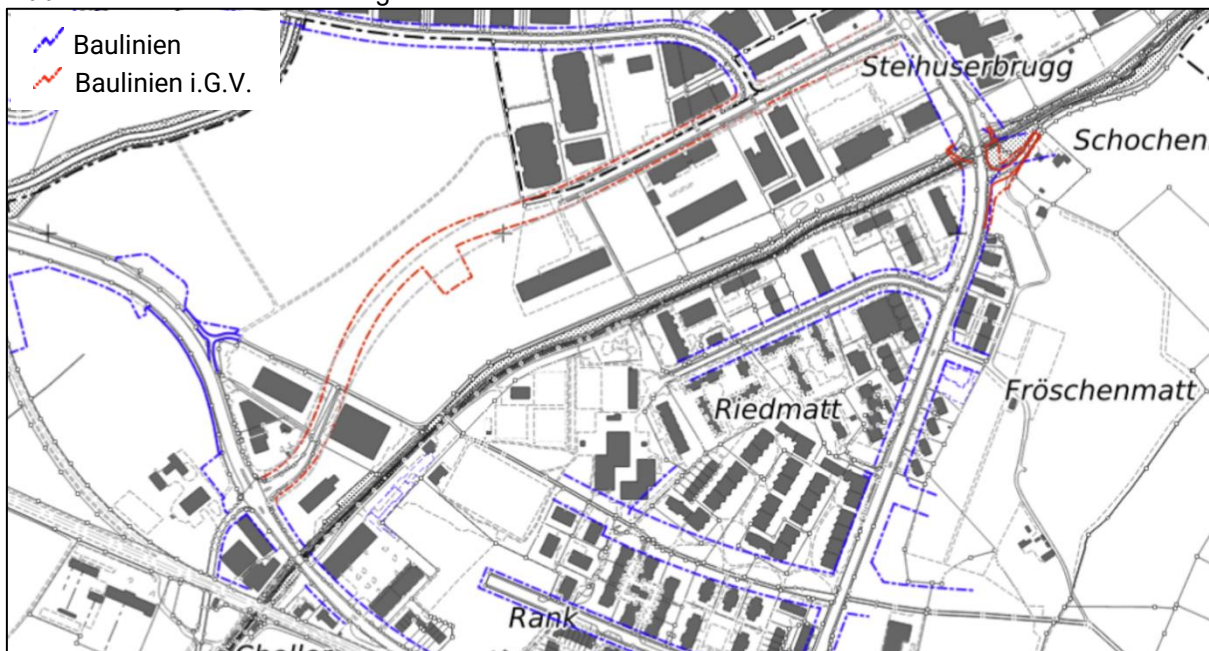 Baulinien
Baulinien i.G.V.
Steihuserbrugg
Schochen
Riedmatt
Fröschenmatt
Rank